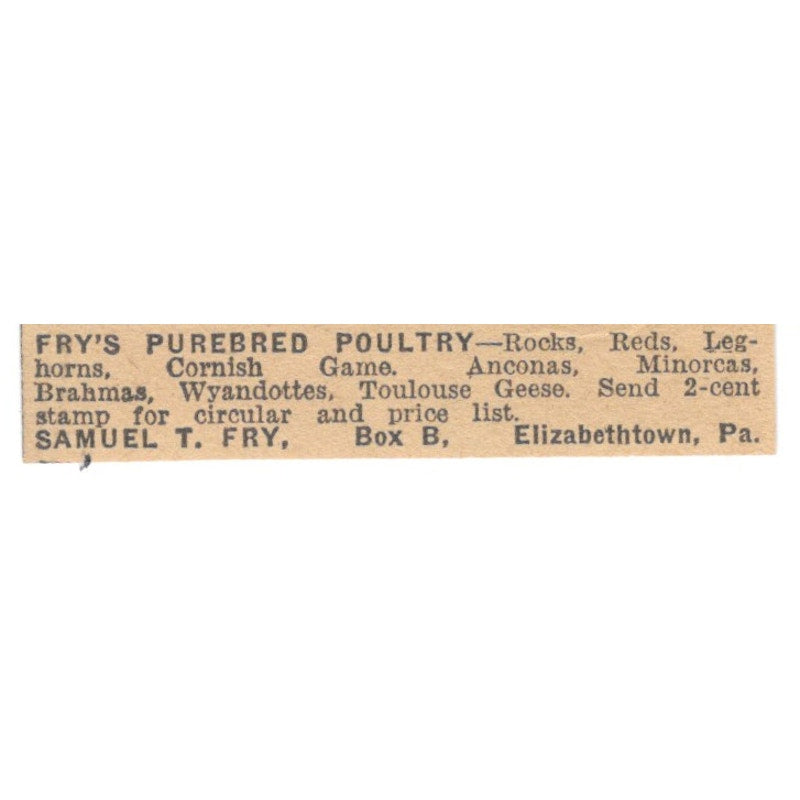 FRY'S PUREBRED POULTRY—Rocks, Reds, Leg-
horns, Cornish Game. Anconas, Minorcas,
Brahmas, Wyandottes, Toulouse Geese. Send 2-cent
stamp for circular and price list.
SAMUEL T. FRY, Box B, Elizabethtown, Pa.